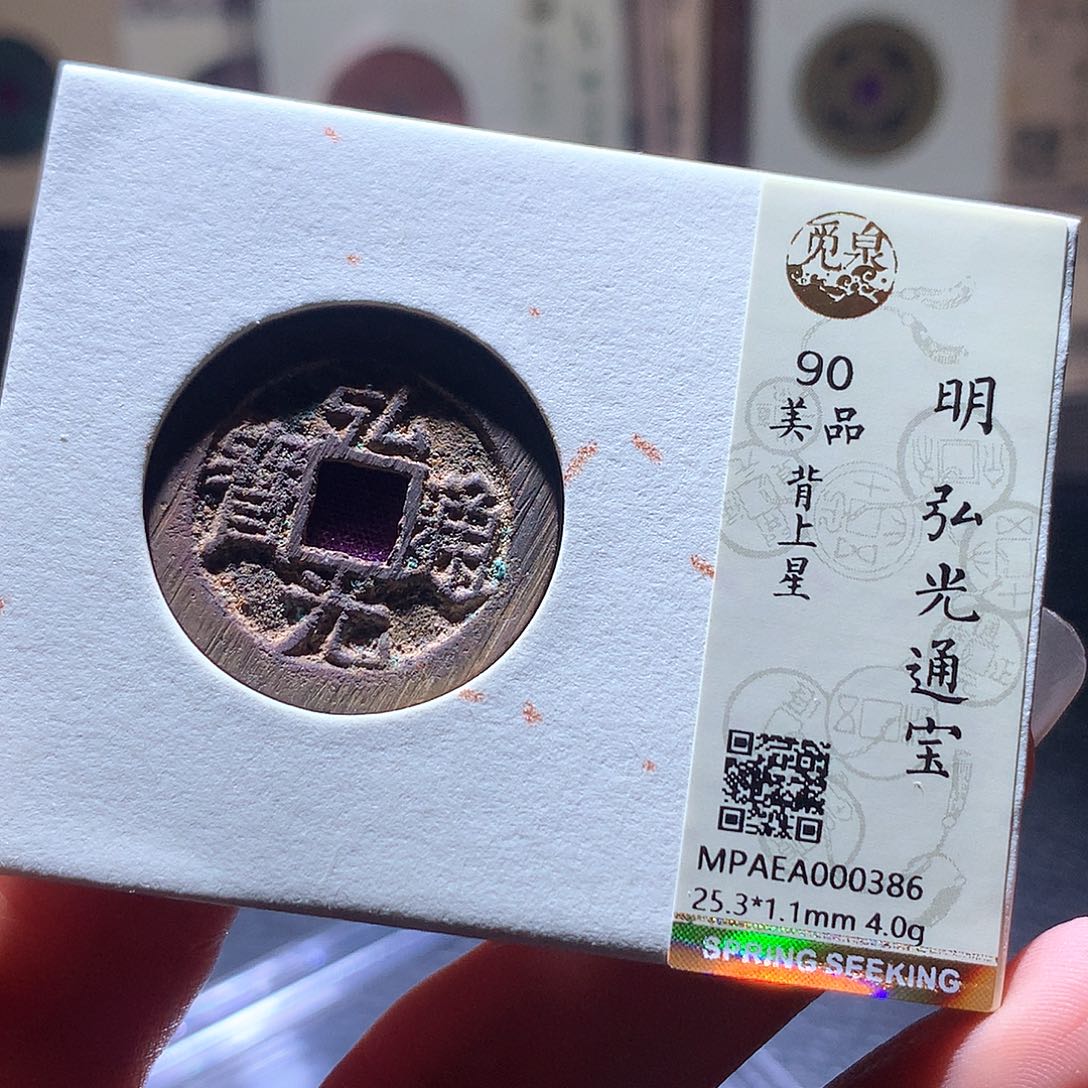 弘光通寶
觅泉
90
美品
背上星
明弘光通宝
MPAEA000386
25.3*1.1mm 4.0g
SPRING SEEKING